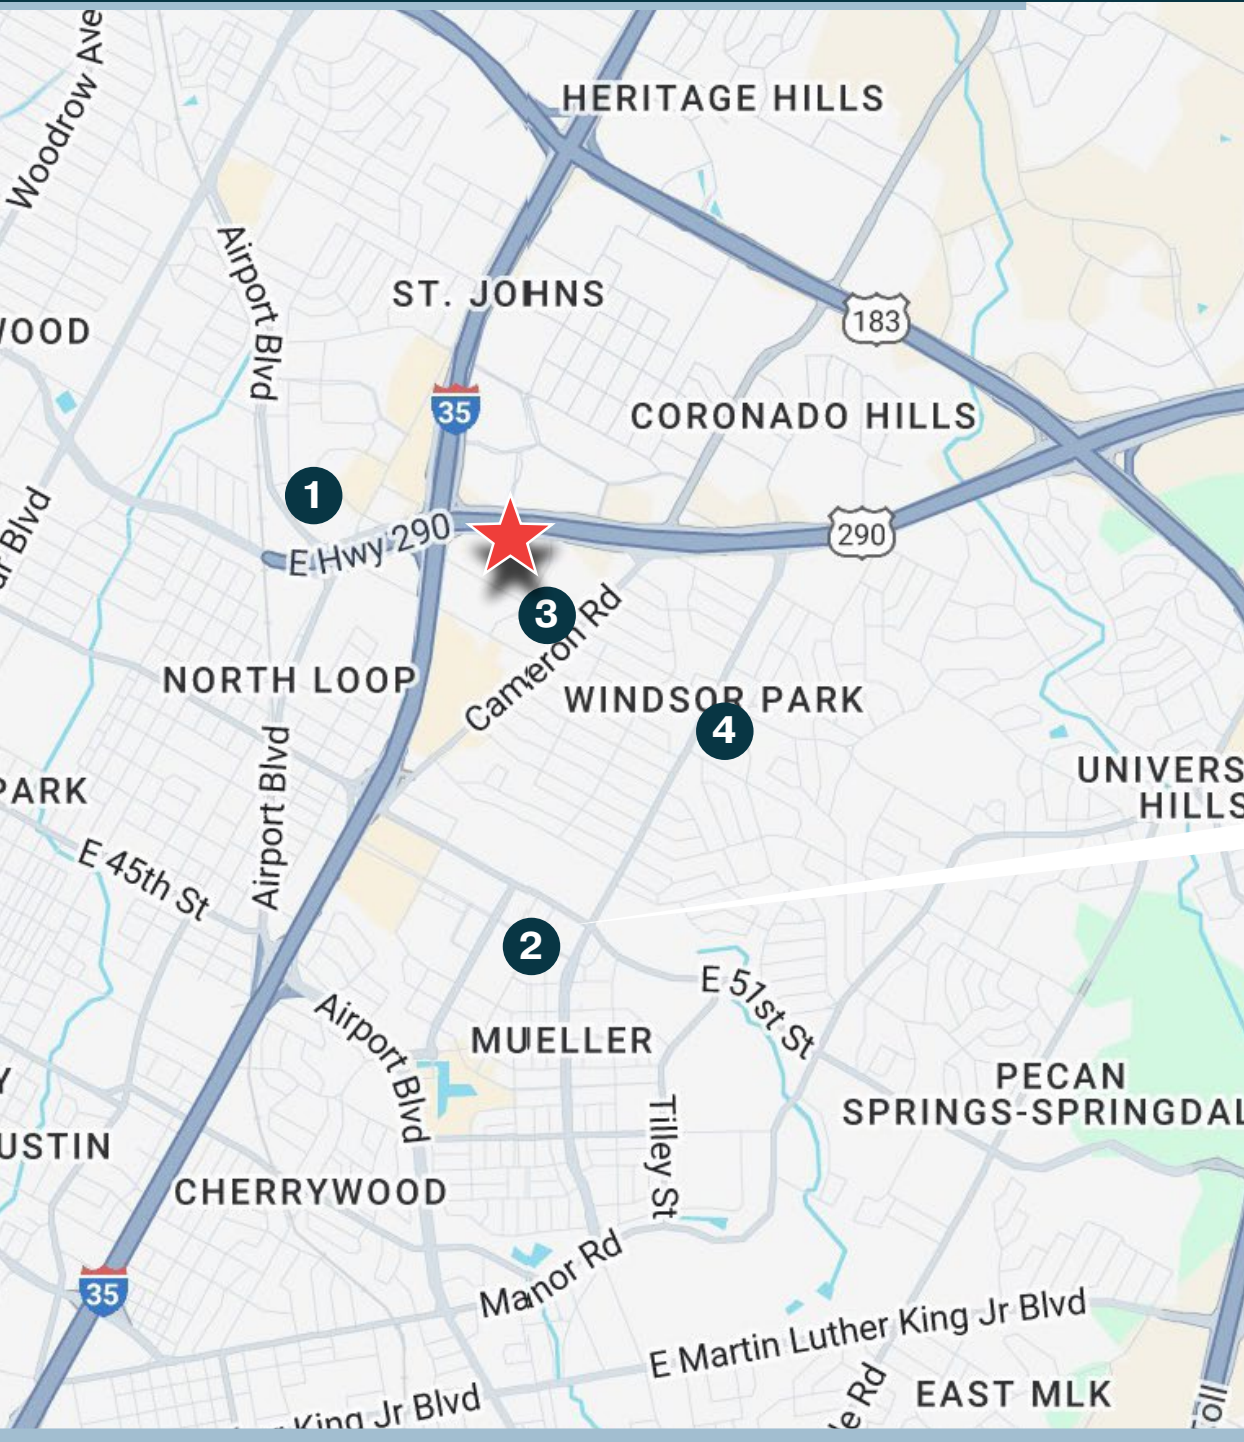 Woodrow Ave
HERITAGE HILLS
Airport Blvd
ST. JOHNS
183
WOOD
35
CORONADO HILLS
1
E Hwy 290
290
3
Cameron Rd
NORTH LOOP
WINDSOR PARK
4
Airport Blvd
UNIVERS
HILLS
PARK
E 45th St
2
E 51st St
Airport Blvd
MUELLER
PECAN
SPRINGS-SPRINGDAL
Tilley St
USTIN
CHERRYWOOD
Manor Rd
35
E Martin Luther King Jr Blvd
EAST MLK
King Jr Blvd